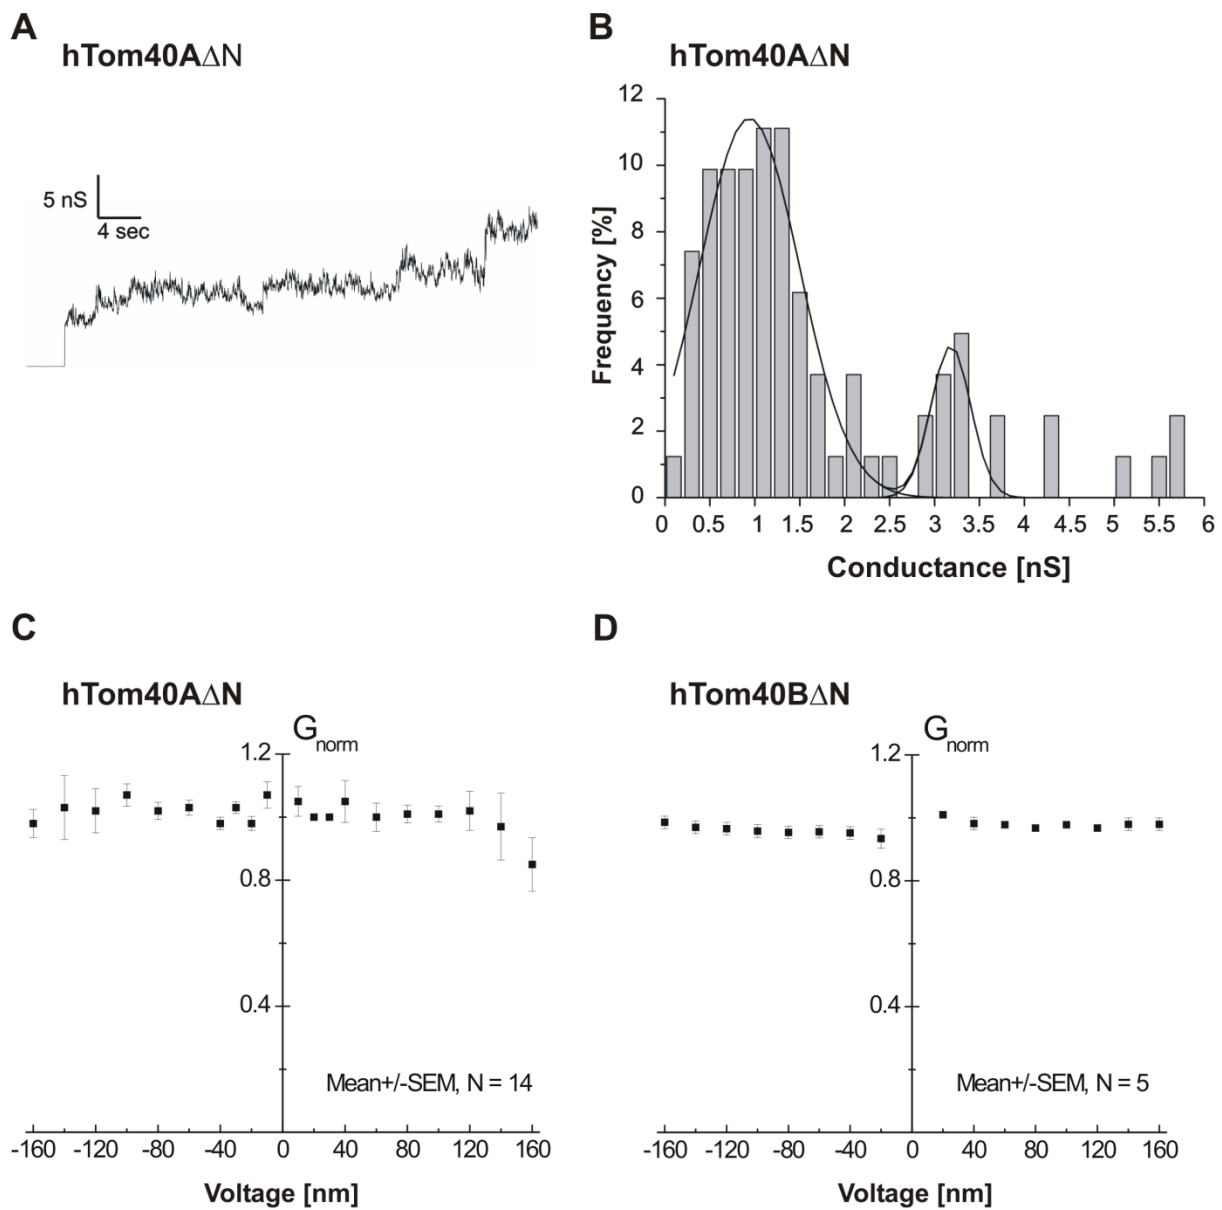 A
hTom40AΔN
5 nS
4 sec
B
hTom40AΔN
12
10
8
6
4
2
0
Frequency [%]
0 0.5 1 1.5 2 2.5 3 3.5 4 4.5 5 5.5 6
Conductance [nS]
C
hTom40AΔN
Gnorm
1.2
0.8
0.4
Mean+/-SEM, N = 14
-160 -120 -80 -40 0 40 80 120 160
Voltage [nm]
D
hTom40BΔN
Gnorm
1.2
0.8
0.4
Mean+/-SEM, N = 5
-160 -120 -80 -40 0 40 80 120 160
Voltage [nm]